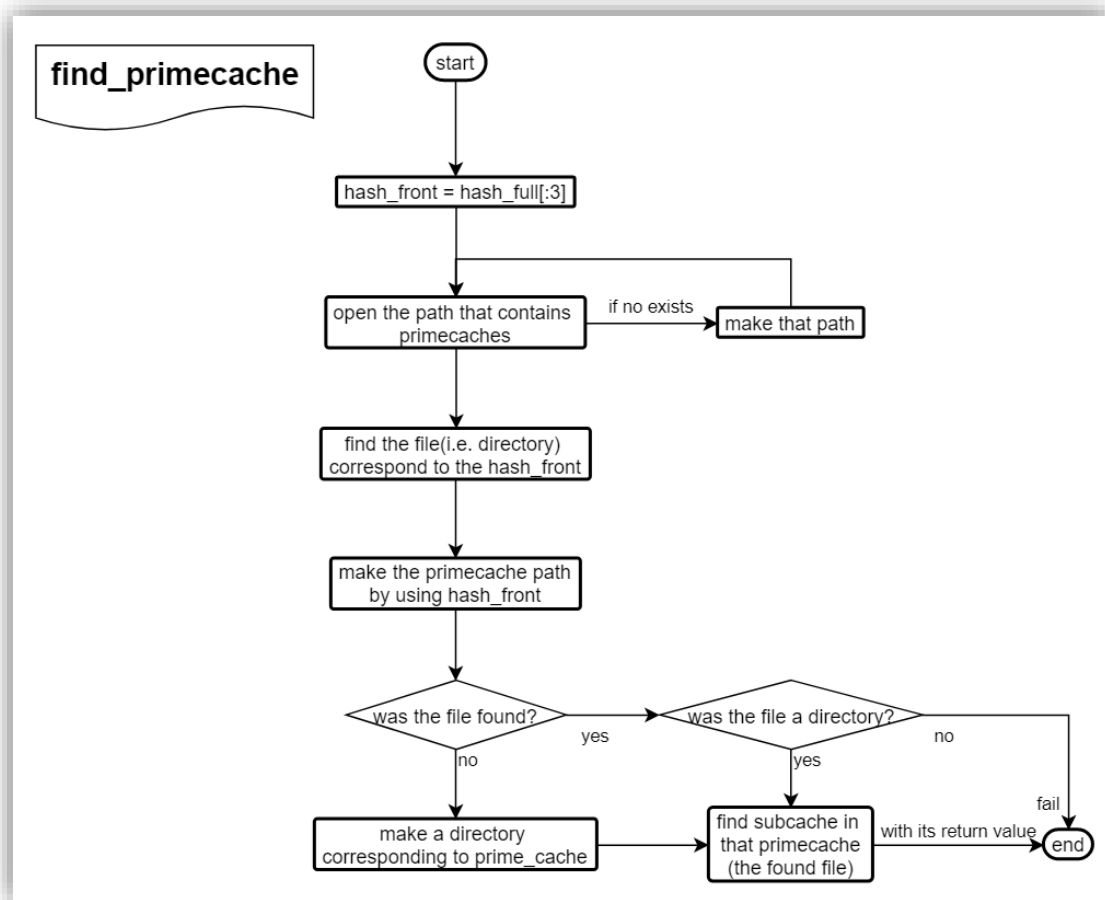 find_primecache
start
hash_front = hash_full[:3]
open the path that contains
primecaches
if no exists
make that path
find the file(i.e. directory)
correspond to the hash_front
make the primecache path
by using hash_front
was the file found?
yes
was the file a directory?
no
no
yes
make a directory
corresponding to prime_cache
find subcache in
that primecache
(the found file)
with its return value
fail
end